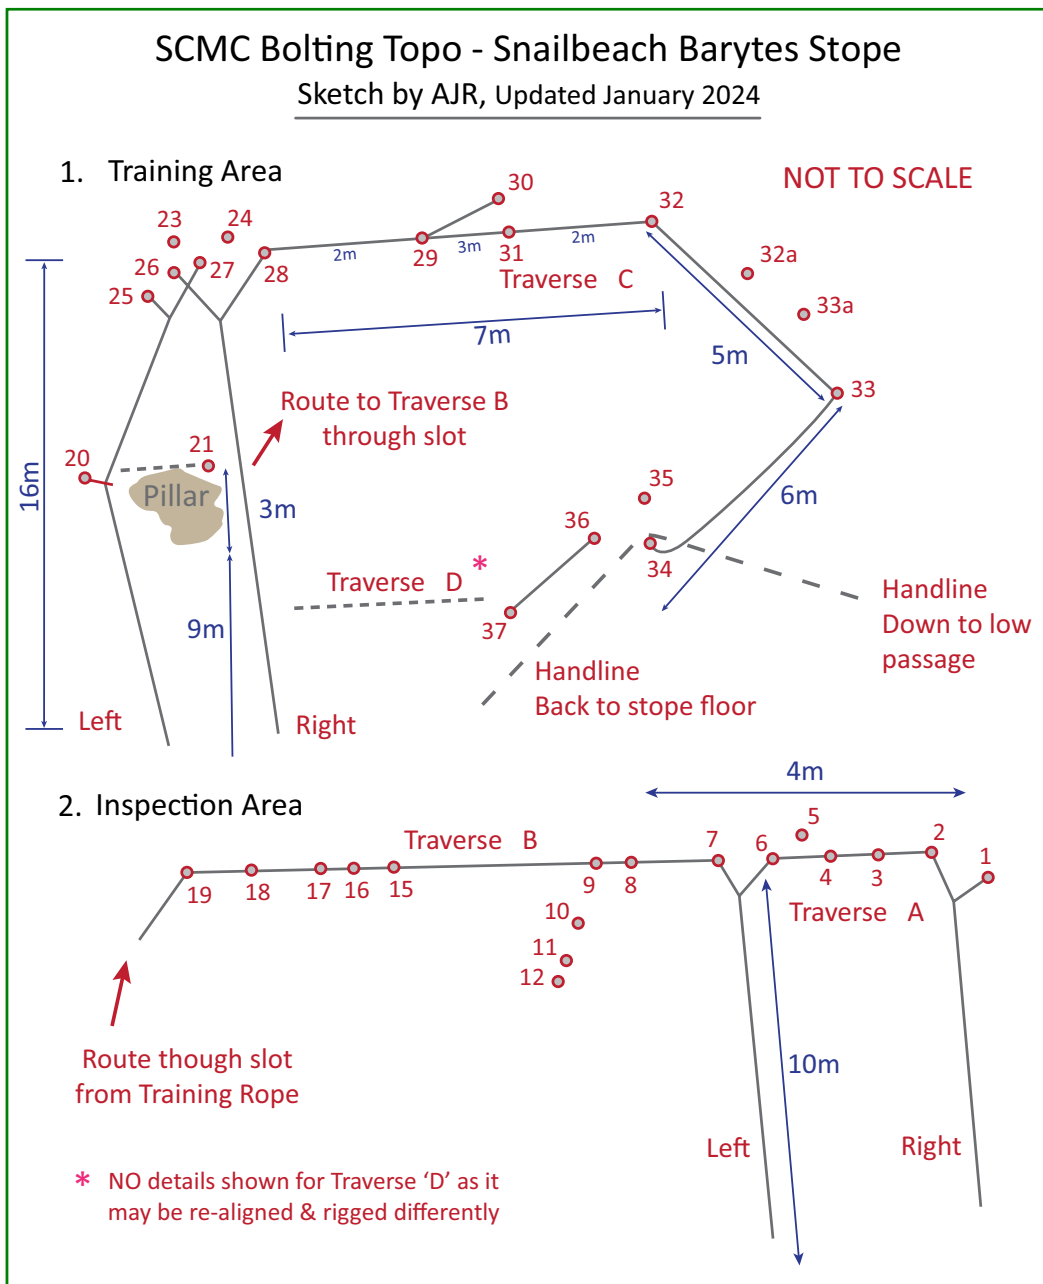 SCMC Bolting Topo - Snailbeach Barytes Stope
Sketch by AJR, Updated January 2024
1. Training Area
NOT TO SCALE
30
32
23
24
26
27
28
25
2m
29
3m
31
2m
32a
33a
Traverse C
7m
5m
33
Route to Traverse B
through slot
20
21
Pillar
16m
3m
35
36
6m
34
Traverse D *
37
9m
Handline
Down to low
passage
Handline
Back to stope floor
Left
Right
4m
2. Inspection Area
Traverse B
7
6
5
2
1
19
18
17
16
15
9
8
4
3
Traverse A
10
11
12
Route though slot
from Training Rope
10m
Left
Right
* NO details shown for Traverse ‘D’ as it
may be re-aligned & rigged differently